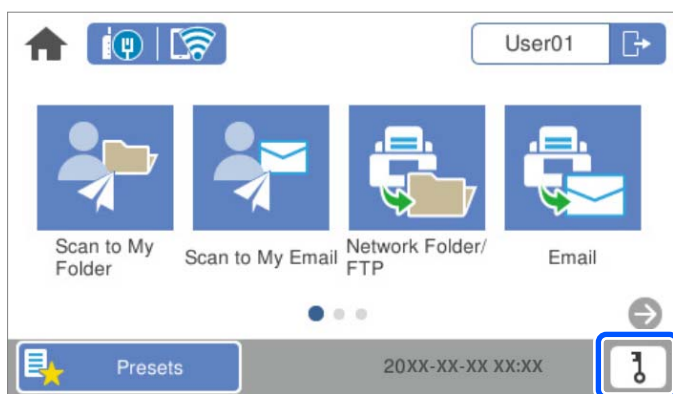 User01
Scan to My
Folder
Scan to My Email
Network Folder/
FTP
Email
Presets
20XX-XX-XX XX:XX